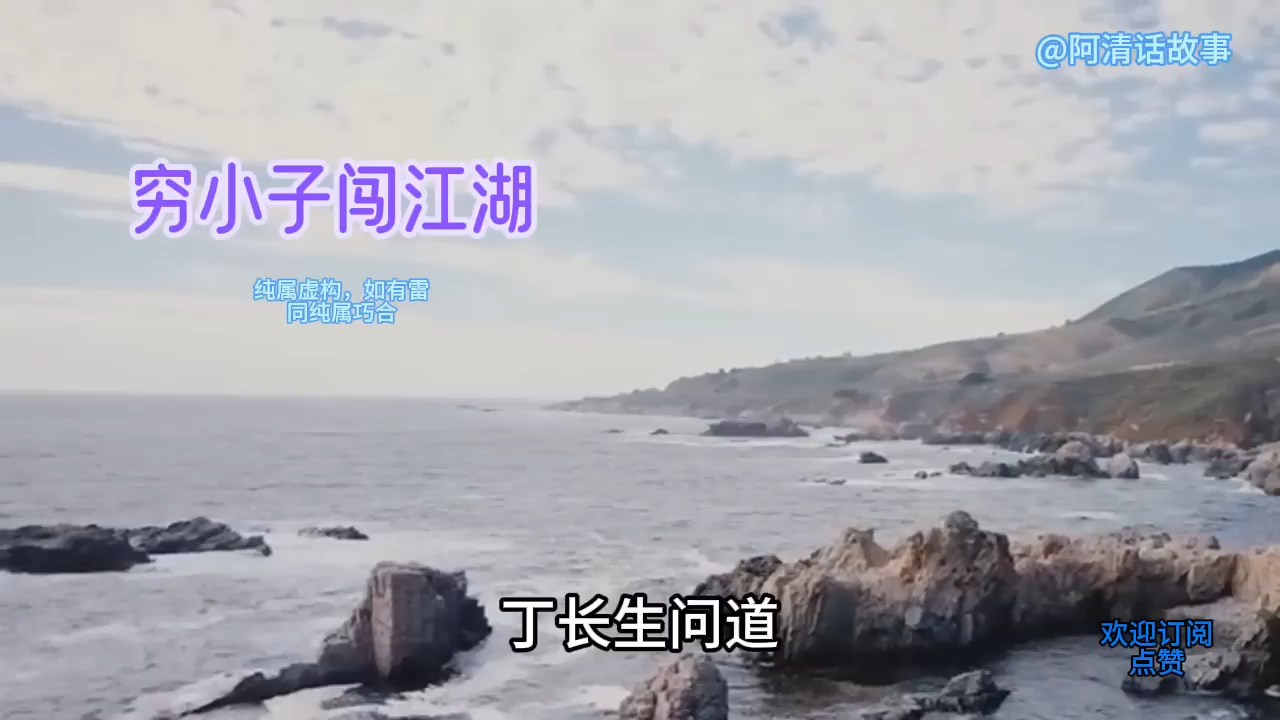 @阿清话故事
穷小子闯江湖
纯属虚构，如有雷
同纯属巧合
丁长生问道
欢迎订阅
点赞